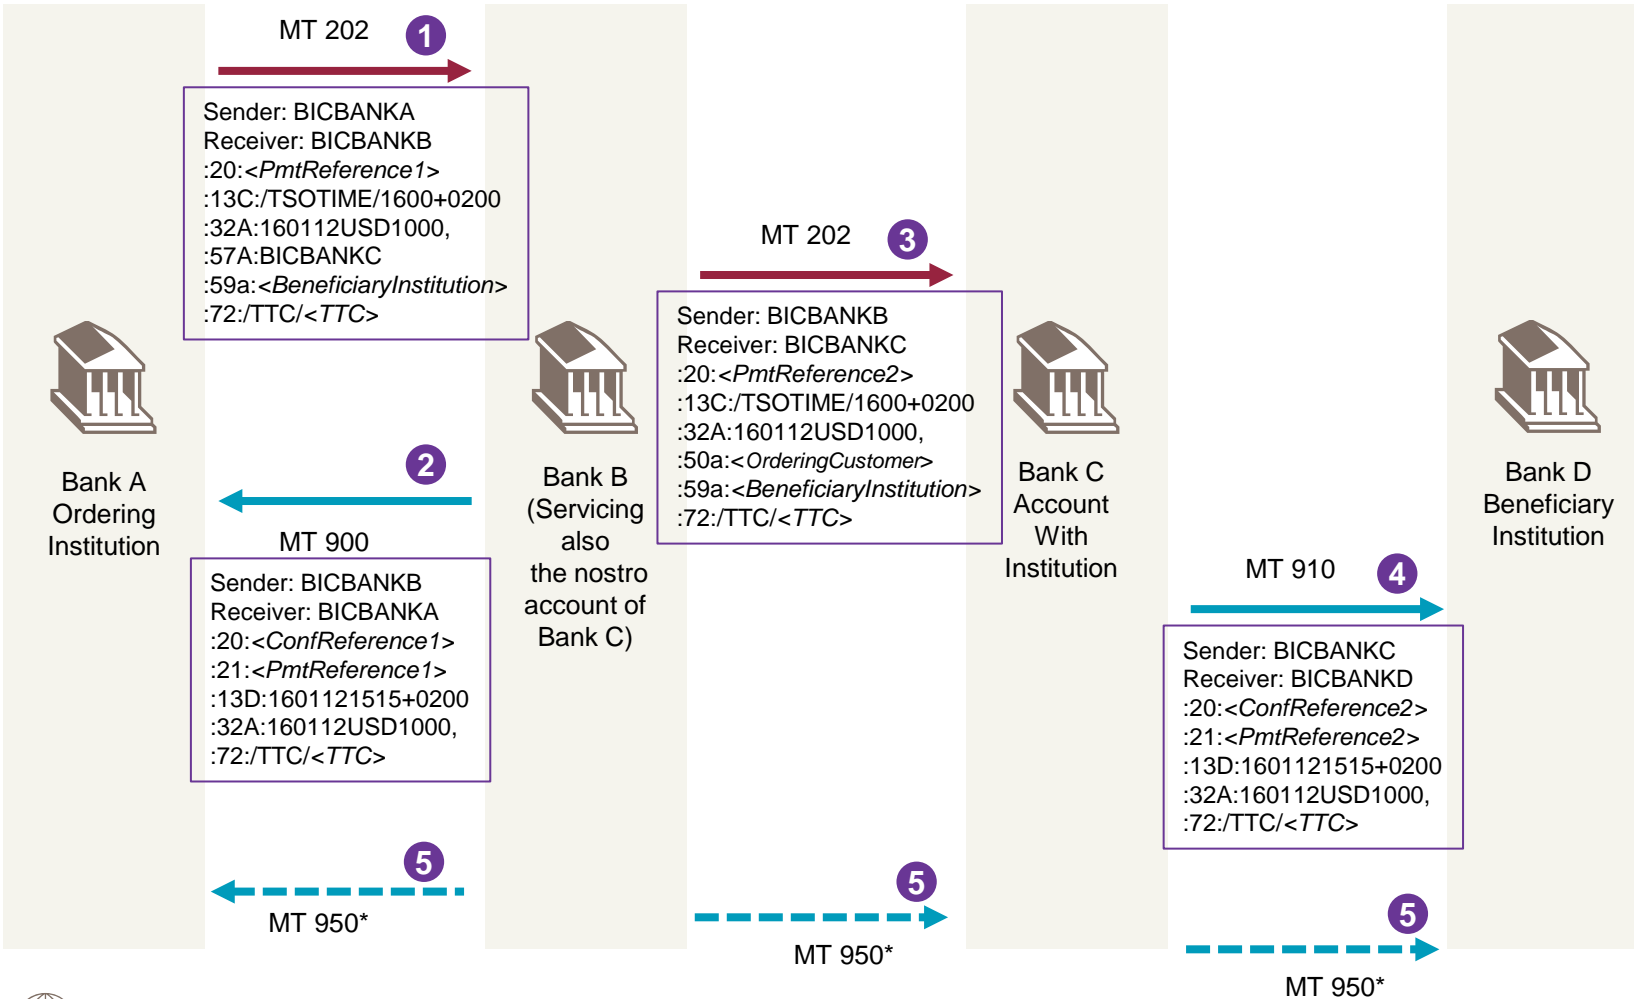 MT 202
1
Sender: BICBANKA
Receiver: BICBANKB
:20:<PmtReference1>
:13C:/TSOTIME/1600+0200
:32A:160112USD1000,
:57A:BICBANKC
:59a:<BeneficiaryInstitution>
:72:/TTC/<TTC>
MT 202
3
Sender: BICBANKB
Receiver: BICBANKC
:20:<PmtReference2>
:13C:/TSOTIME/1600+0200
:32A:160112USD1000,
:50a:<OrderingCustomer>
:59a:<BeneficiaryInstitution>
:72:/TTC/<TTC>
Bank A
Ordering
Institution
2
MT 900
Sender: BICBANKB
Receiver: BICBANKA
:20:<ConfReference1>
:21:<PmtReference1>
:13D:1601121515+0200
:32A:160112USD1000,
:72:/TTC/<TTC>
Bank B
(Servicing
also
the nostro
account of
Bank C)
Bank C
Account
With
Institution
Bank D
Beneficiary
Institution
MT 910
4
Sender: BICBANKC
Receiver: BICBANKD
:20:<ConfReference2>
:21:<PmtReference2>
:13D:1601121515+0200
:32A:160112USD1000,
:72:/TTC/<TTC>
5
MT 950*
5
MT 950*
5
MT 950*